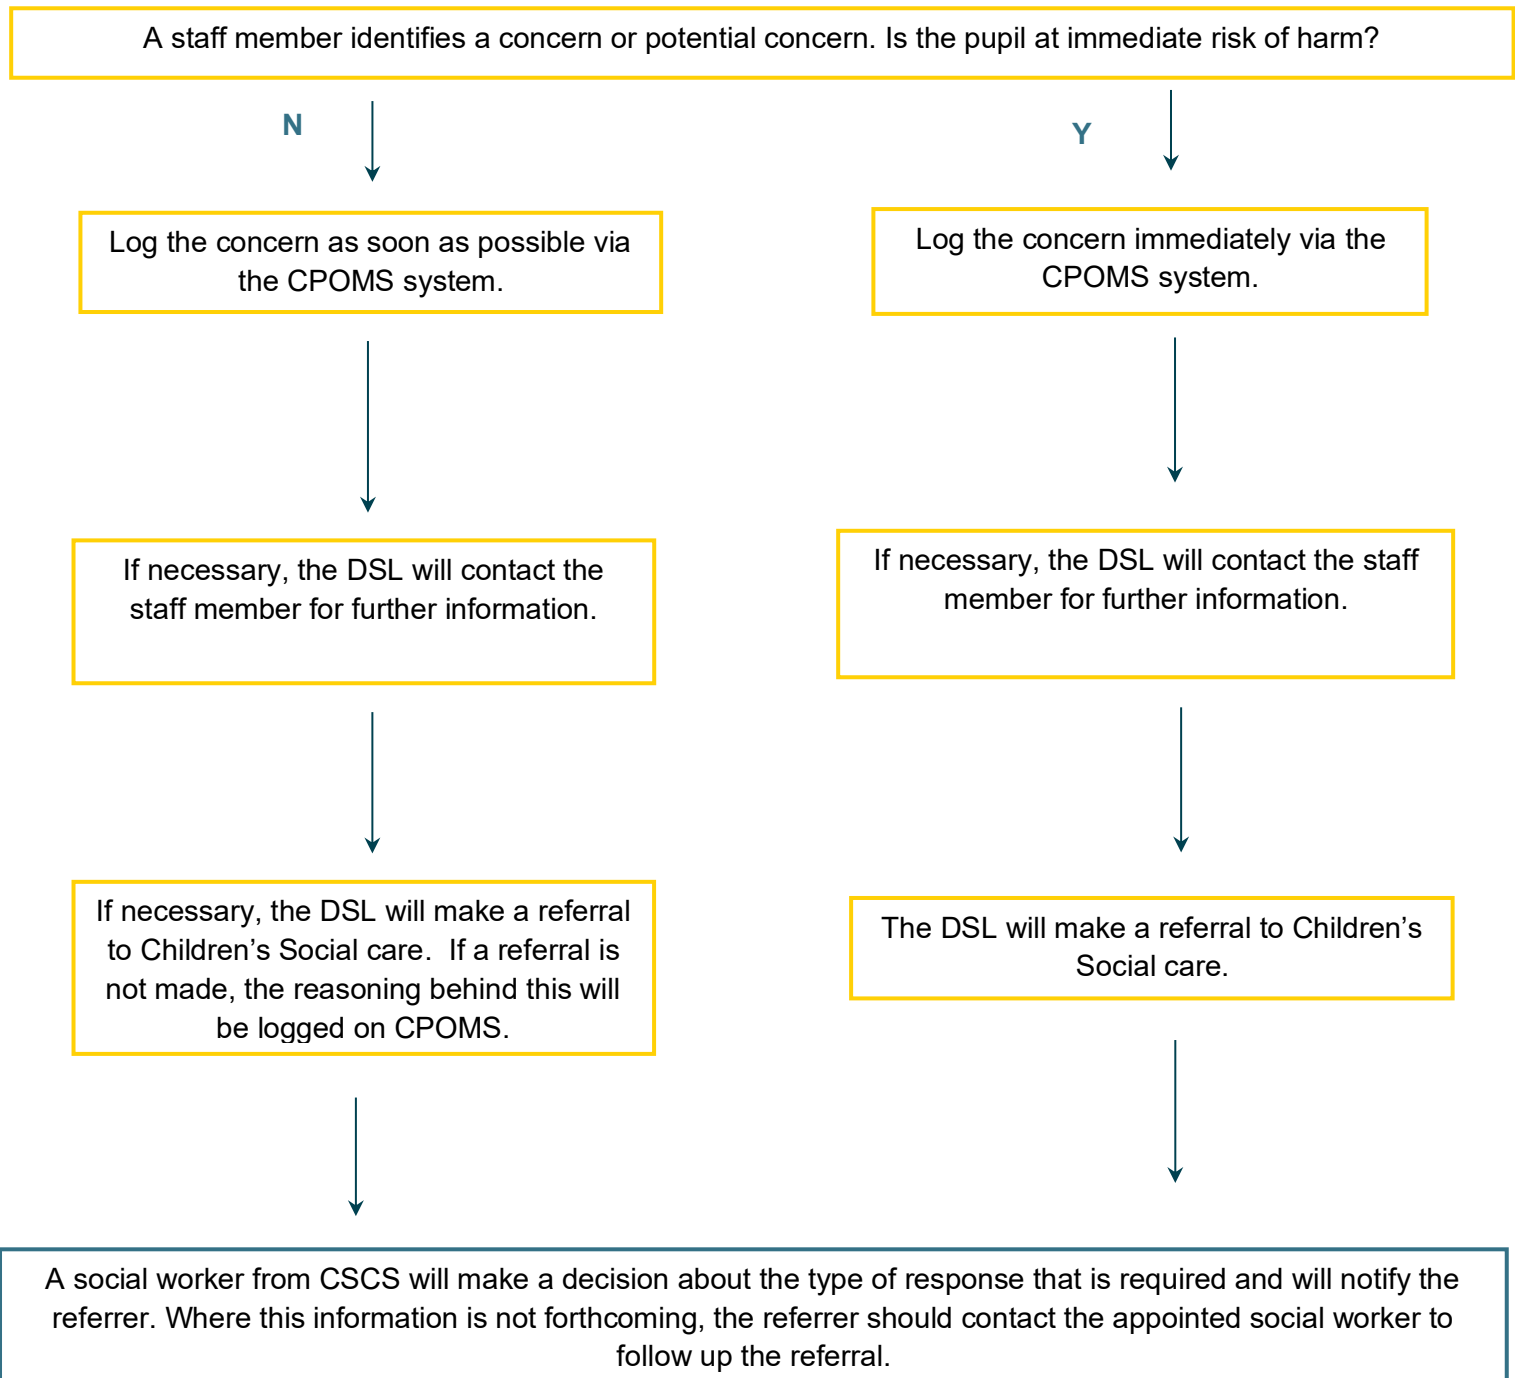 A staff member identifies a concern or potential concern. Is the pupil at immediate risk of harm?
N
Y
Log the concern as soon as possible via
the CPOMS system.
Log the concern immediately via the
CPOMS system.
If necessary, the DSL will contact the
staff member for further information.
If necessary, the DSL will contact the staff
member for further information.
If necessary, the DSL will make a referral
to Children’s Social care.  If a referral is
not made, the reasoning behind this will
be logged on CPOMS.
The DSL will make a referral to Children’s
Social care.
A social worker from CSCS will make a decision about the type of response that is required and will notify the
referrer. Where this information is not forthcoming, the referrer should contact the appointed social worker to
follow up the referral.